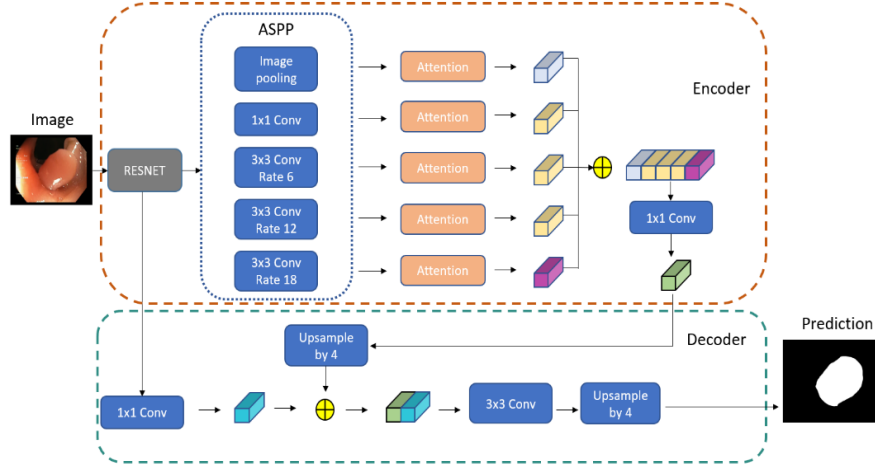 ASPP
Image
pooling
Attention
Encoder
Image
1x1 Conv
Attention
RESNET
3x3 Conv
Rate 6
Attention
1x1 Conv
3x3 Conv
Rate 12
Attention
3x3 Conv
Rate 18
Attention
Decoder
Prediction
Upsample
by 4
1x1 Conv
3x3 Conv
Upsample
by 4